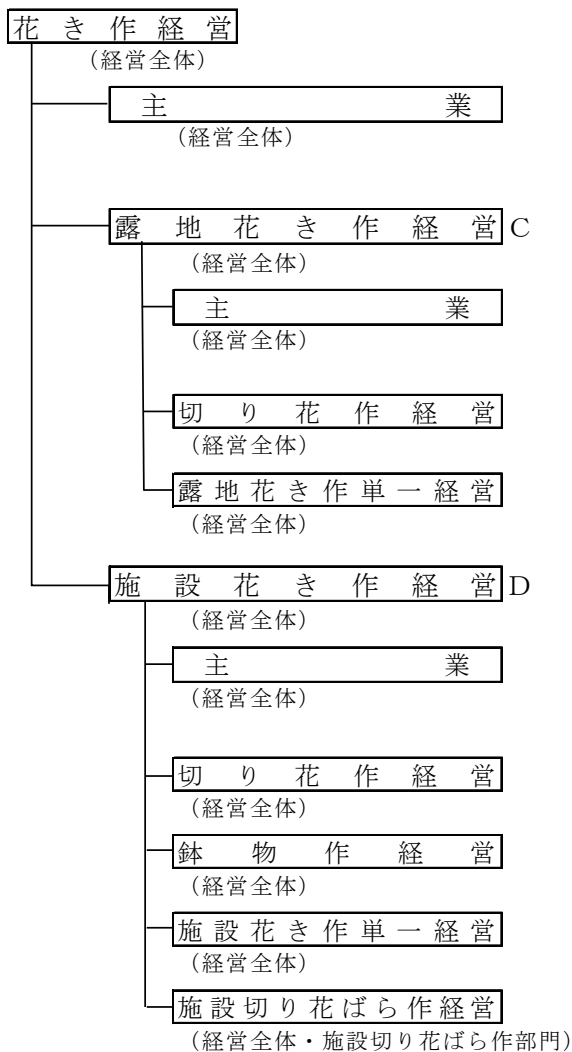 花き作経営
(経営全体)
主業
(経営全体)
露地花き作経営 C
(経営全体)
主業
(経営全体)
切り花作経営
(経営全体)
露地花き作単一経営
(経営全体)
施設花き作経営 D
(経営全体)
主業
(経営全体)
切り花作経営
(経営全体)
鉢物作経営
(経営全体)
施設花き作単一経営
(経営全体)
施設切り花ばら作経営
(経営全体・施設切り花ばら作部門)